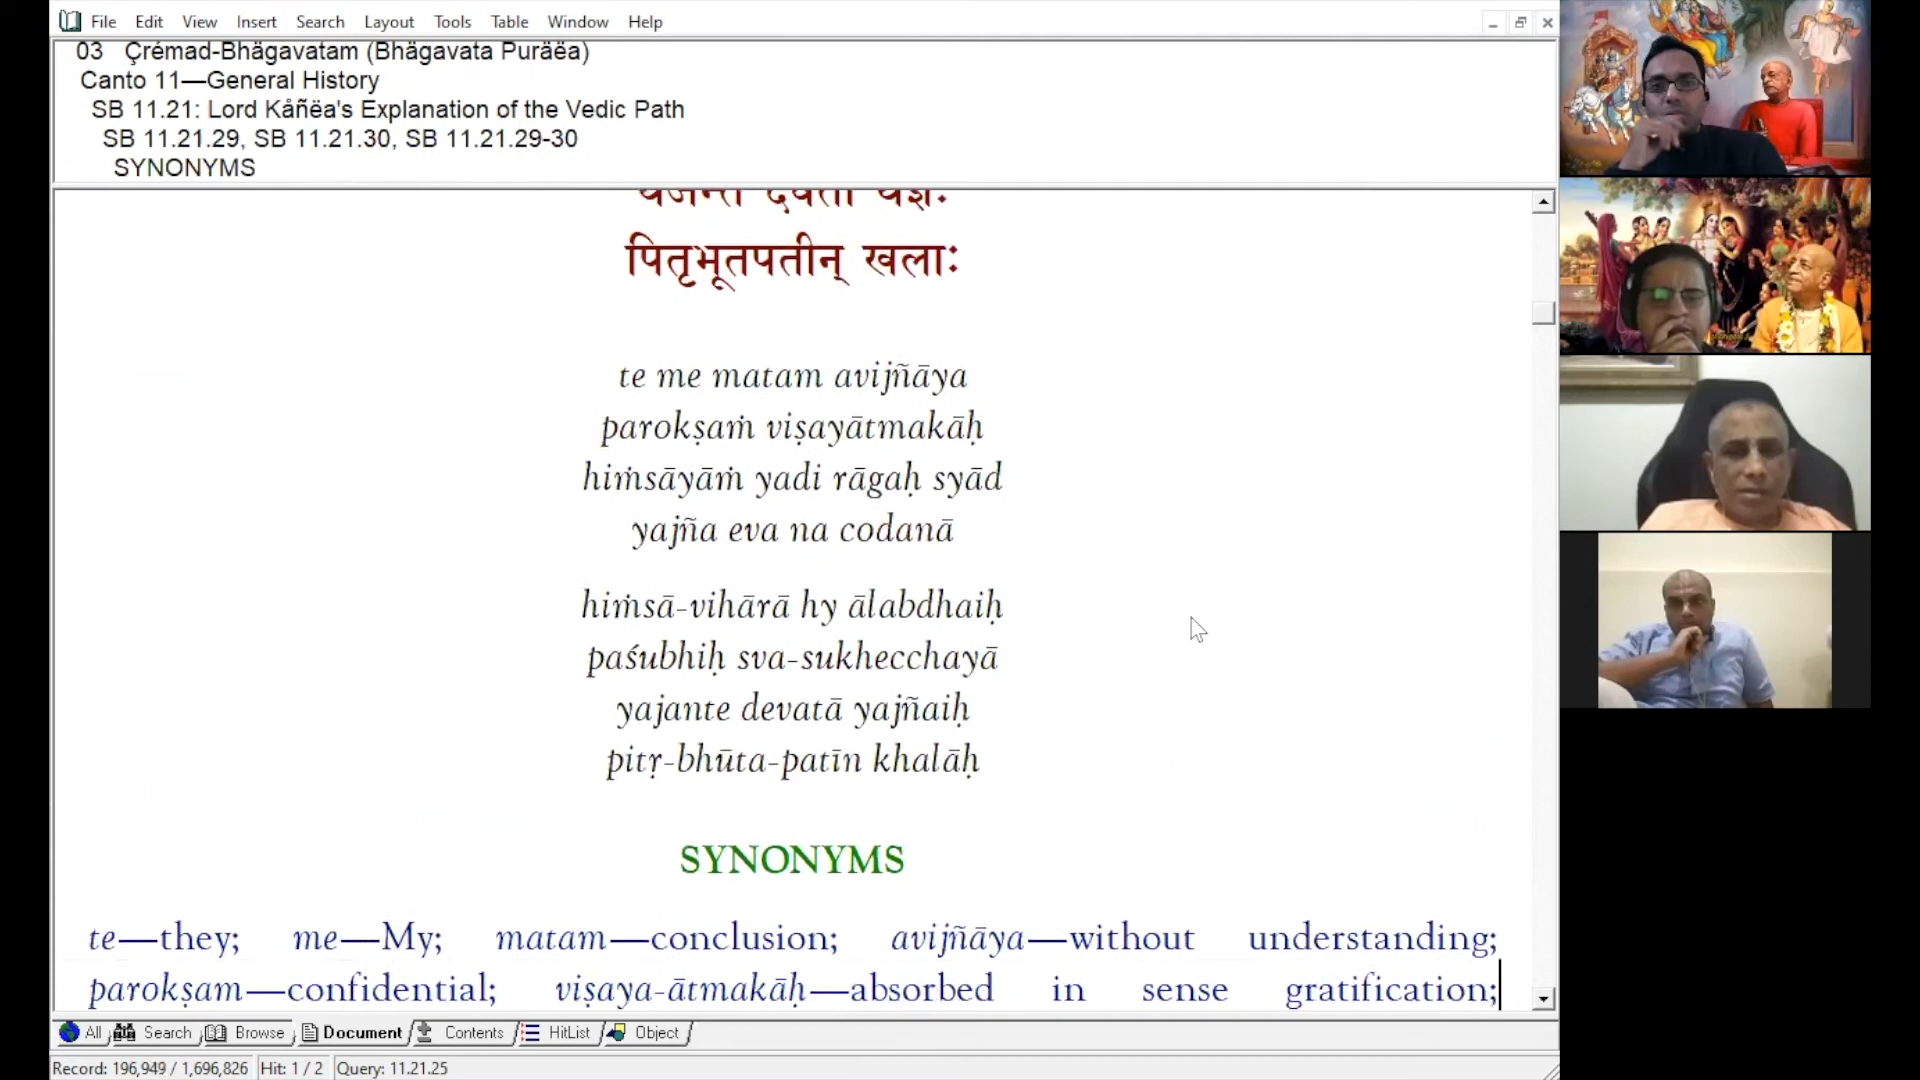 File Edit View Insert Search Layout Tools Table Window Help
03 Çrémad-Bhägavatam (Bhägavata Puräëa)
Canto 11—General History
SB 11.21: Lord Kåñëa's Explanation of the Vedic Path
SB 11.21.29, SB 11.21.30, SB 11.21.29-30
SYNONYMS
यजन्ते देवता यज्ञैः
पितृभूतपतीन् खलाः
te me matam avijñāya
parokṣaṁ viṣayātmakāḥ
hiṁsāyāṁ yadi rāgaḥ syād
yajña eva na codanā
hiṁsā-vihārā hy ālabdhaiḥ
paśubhiḥ sva-sukhecchayā
yajante devatā yajñaiḥ
pitṛ-bhūta-patīn khalāḥ
SYNONYMS
te—they; me—My; matam—conclusion; avijñāya—without understanding;
parokṣam—confidential; viṣaya-ātmakāḥ—absorbed in sense gratification;
All Search Browse Document Contents HitList Object
Record: 196,949 / 1,696,826 Hit: 1 / 2 Query: 11.21.25